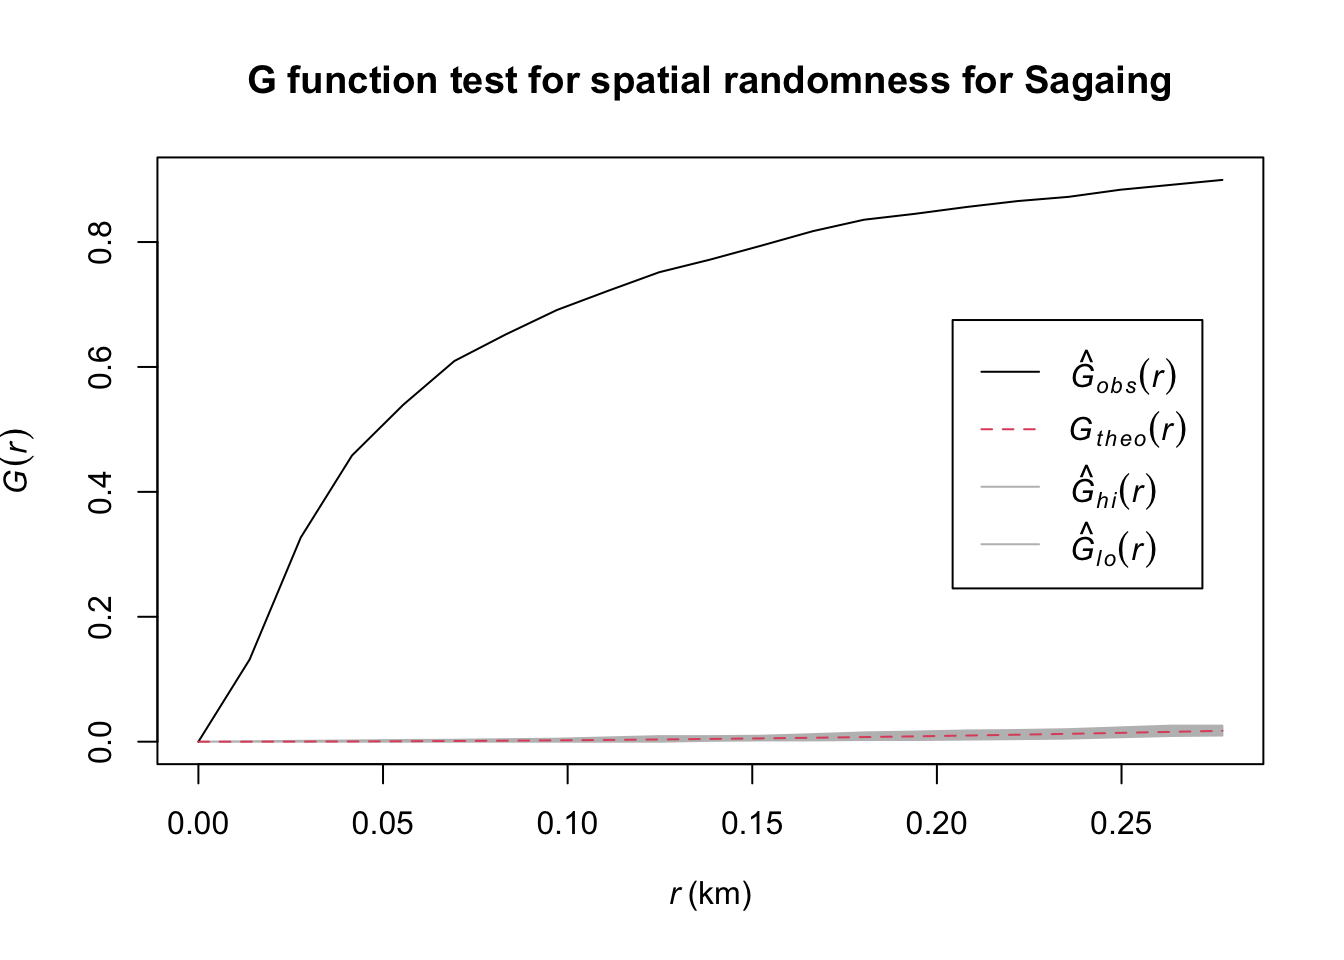 G function test for spatial randomness for Sagaing
G(r)
0.0
0.2
0.4
0.6
0.8
Ĝobs(r)
Gtheo(r)
Ĝhi(r)
Ĝlo(r)
0.00 0.05 0.10 0.15 0.20 0.25
r (km)